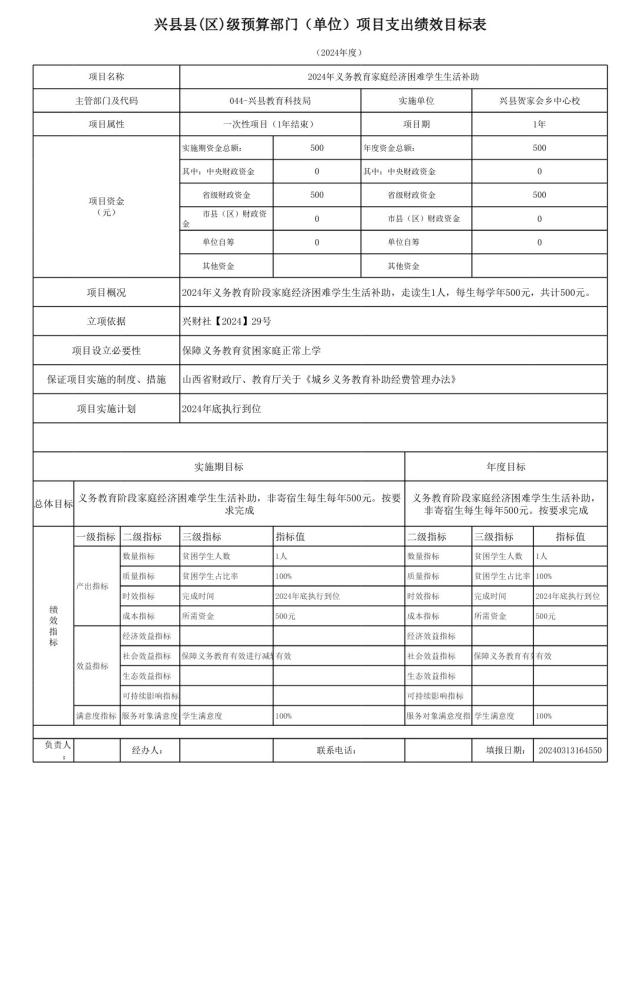 兴县县(区)级预算部门（单位）项目支出绩效目标表
（2024年度）
项目名称 2024年义务教育家庭经济困难学生生活补助
主管部门及代码 044-兴县教育科技局 实施单位 兴县贺家会乡中心校
项目属性 一次性项目（1年结束） 项目期 1年
项目资金
（元）
实施期资金总额： 500 年度资金总额： 500
其中：中央财政资金 0 其中：中央财政资金 0
省级财政资金 500 省级财政资金 500
市县（区）财政资金 0 市县（区）财政资金 0
单位自筹 0 单位自筹 0
其他资金 其他资金
项目概况 2024年义务教育阶段家庭经济困难学生生活补助，走读生1人，每生每学年500元，共计500元。
立项依据 兴财社【2024】29号
项目设立必要性 保障义务教育贫困家庭正常上学
保证项目实施的制度、措施 山西省财政厅、教育厅关于《城乡义务教育补助经费管理办法》
项目实施计划 2024年底执行到位
实施期目标 年度目标
总体目标
义务教育阶段家庭经济困难学生生活补助，非寄宿生每生每年500元。按要
求完成
义务教育阶段家庭经济困难学生生活补助，
非寄宿生每生每年500元。按要求完成
绩效指标
一级指标 二级指标 三级指标 指标值 二级指标 三级指标 指标值
产出指标
数量指标 贫困学生人数 1人 数量指标 贫困学生人数 1人
质量指标 贫困学生占比率 100% 质量指标 贫困学生占比率 100%
时效指标 完成时间 2024年底执行到位 时效指标 完成时间 2024年底执行到位
成本指标 所需资金 500元 成本指标 所需资金 500元
效益指标
经济效益指标 经济效益指标
社会效益指标 保障义务教育有效进行减 有效 社会效益指标 保障义务教育有 有效
生态效益指标 生态效益指标
可持续影响指标 可持续影响指标
满意度指标 服务对象满意度 学生满意度 100% 服务对象满意度指 学生满意度 100%
负责人： 经办人： 联系电话： 填报日期： 20240313164550